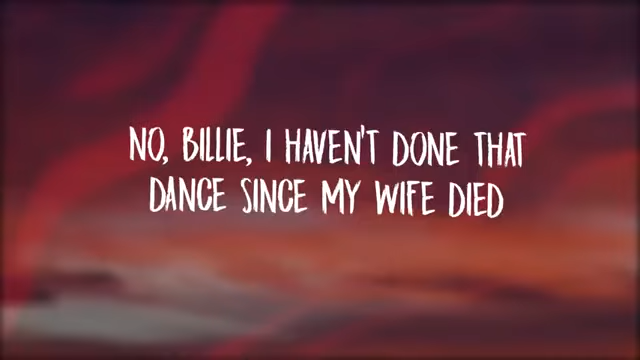 NO, BILLIE, I HAVEN'T DONE THAT
DANCE SINCE MY WIFE DIED